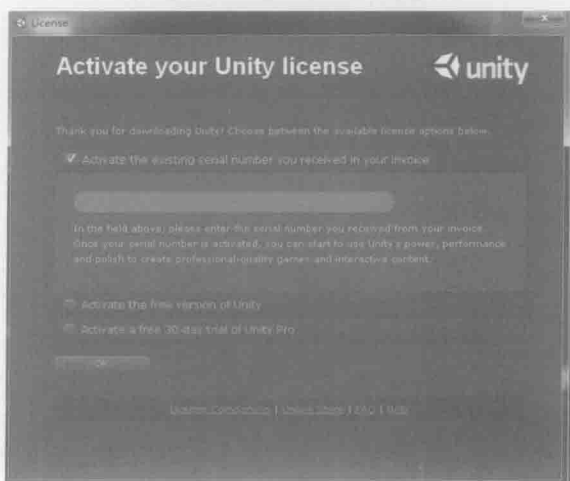 License
Activate your Unity license
unity
Thank you for downloading Unity! Choose between the available license options below.
Activate the existing serial number you received in your invoice
In the field above, please enter the serial number you received from your invoice.
Once your serial number is activated, you can start to use Unity's power, performance
and polish to create professional-quality games and interactive content.
Activate the free version of Unity
Activate a free 30-day trial of Unity Pro
OK
License Comparison | Unity Store | FAQ | Help